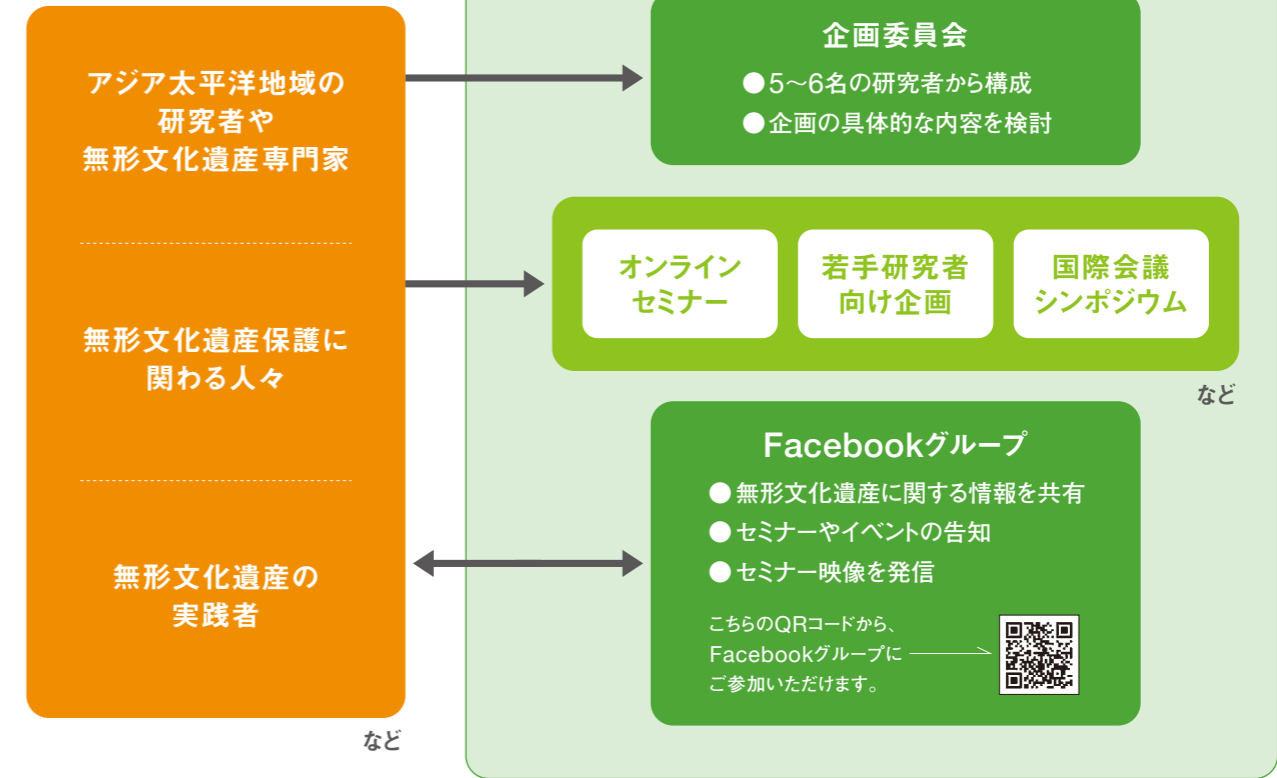 アジア太平洋地域の
研究者や
無形文化遺産専門家
無形文化遺産保護に
関わる人々
無形文化遺産の
実践者
など
企画委員会
●5〜6名の研究者から構成
●企画の具体的な内容を検討
オンライン
セミナー
若手研究者
向け企画
国際会議
シンポジウム
など
Facebookグループ
●無形文化遺産に関する情報を共有
●セミナーやイベントの告知
●セミナー映像を発信
こちらのQRコードから、
Facebookグループに
ご参加いただけます。